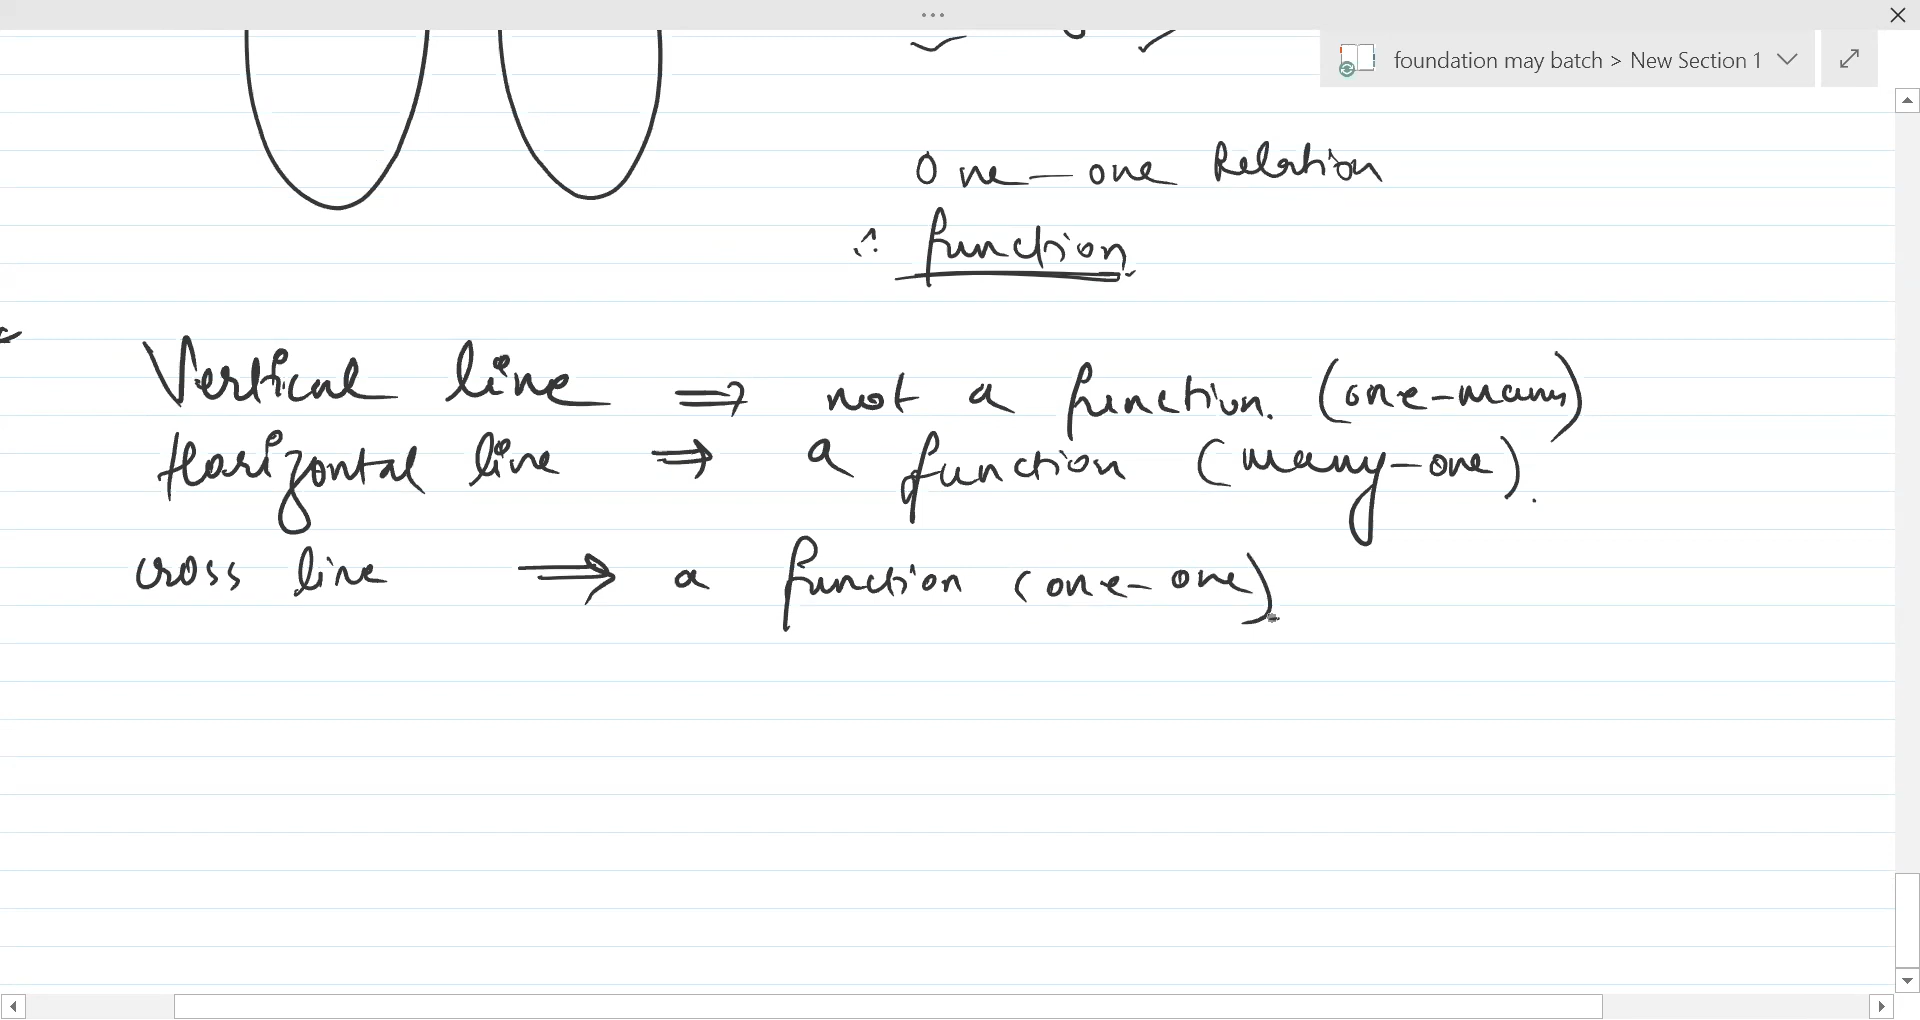 foundation may batch > New Section 1
One-one Relation
∴ function.
Vertical line ⇒ not a function. (one-many)
Horizontal line ⇒ a function (many-one).
cross line ⇒ a function (one-one)